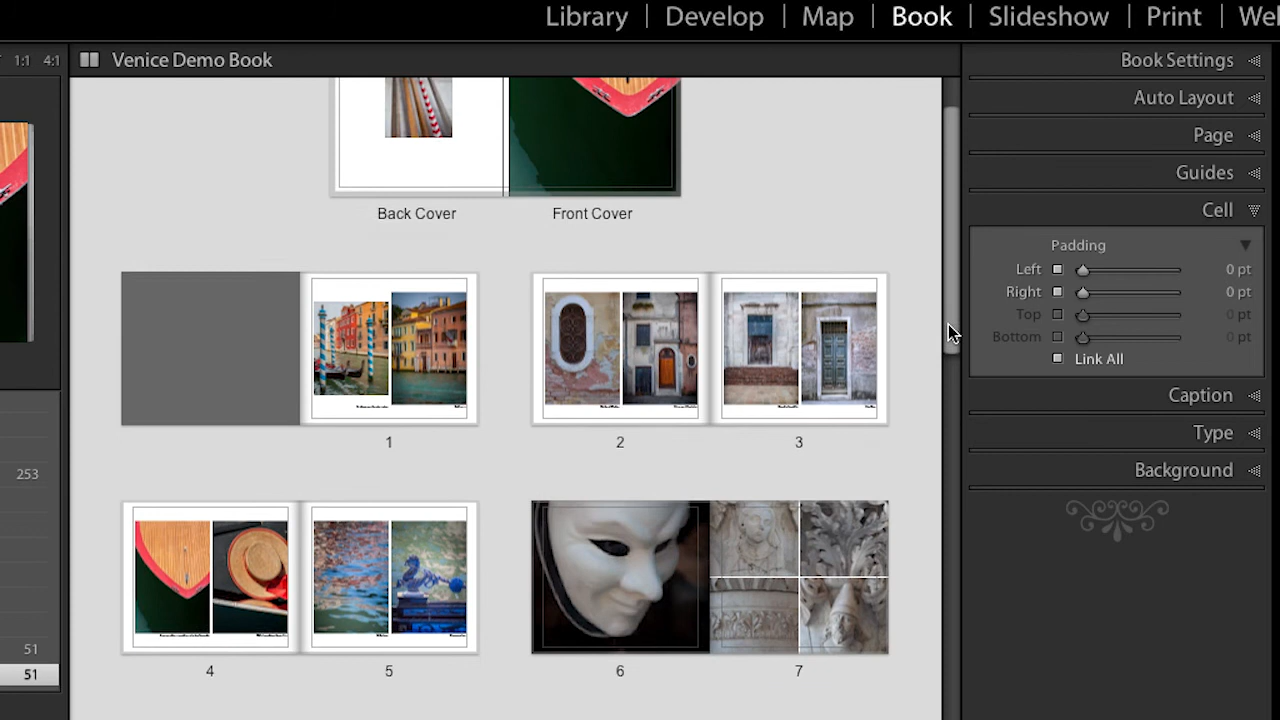 Library | Develop | Map | Book | Slideshow | Print |
1:1 4:1
Venice Demo Book
Book Settings
Auto Layout
Page
Guides
Cell
Padding
Left 0 pt
Right 0 pt
Top 0 pt
Bottom 0 pt
Link All
Caption
Type
Background
Back Cover Front Cover
1 2 3
4 5 6 7
253
51
51